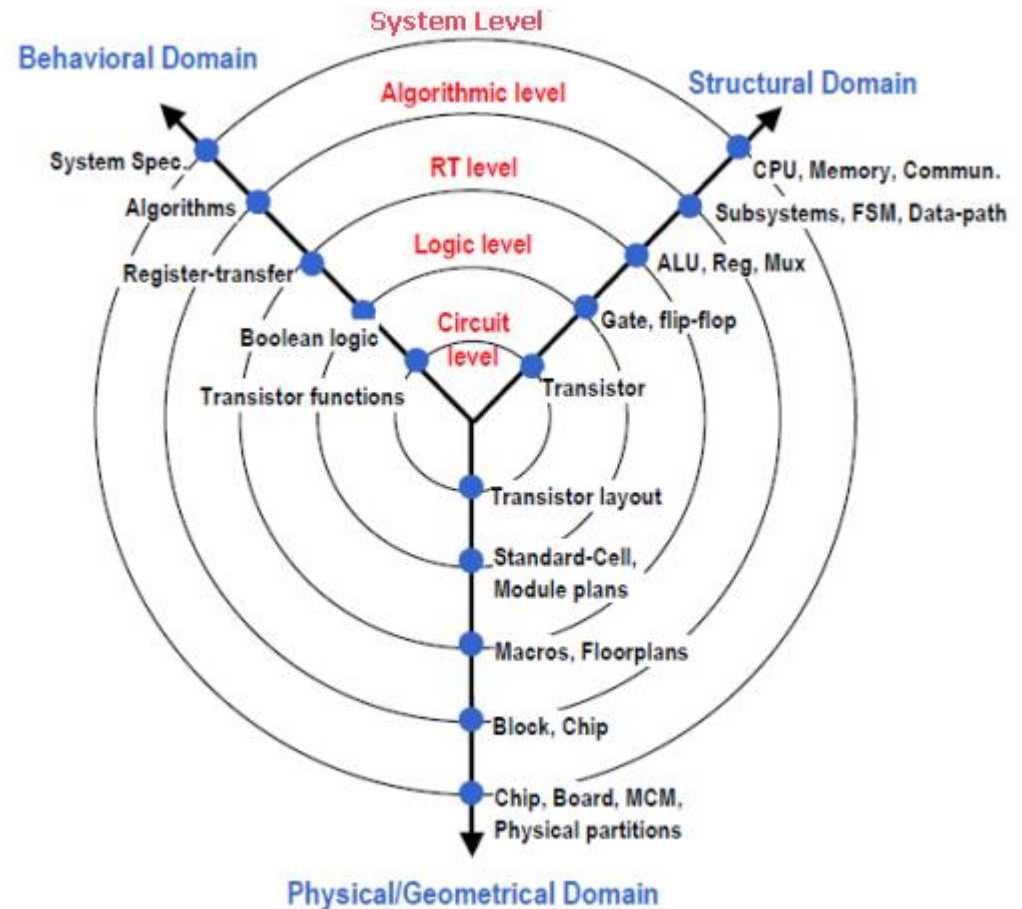 System Level
Behavioral Domain
Structural Domain
Algorithmic level
System Spec.
CPU, Memory, Commun.
RT level
Algorithms
Subsystems, FSM, Data-path
Logic level
Register-transfer
ALU, Reg, Mux
Circuit
level
Boolean logic
Gate, flip-flop
Transistor functions
Transistor
Transistor layout
Standard-Cell,
Module plans
Macros, Floorplans
Block, Chip
Chip, Board, MCM,
Physical partitions
Physical/Geometrical Domain